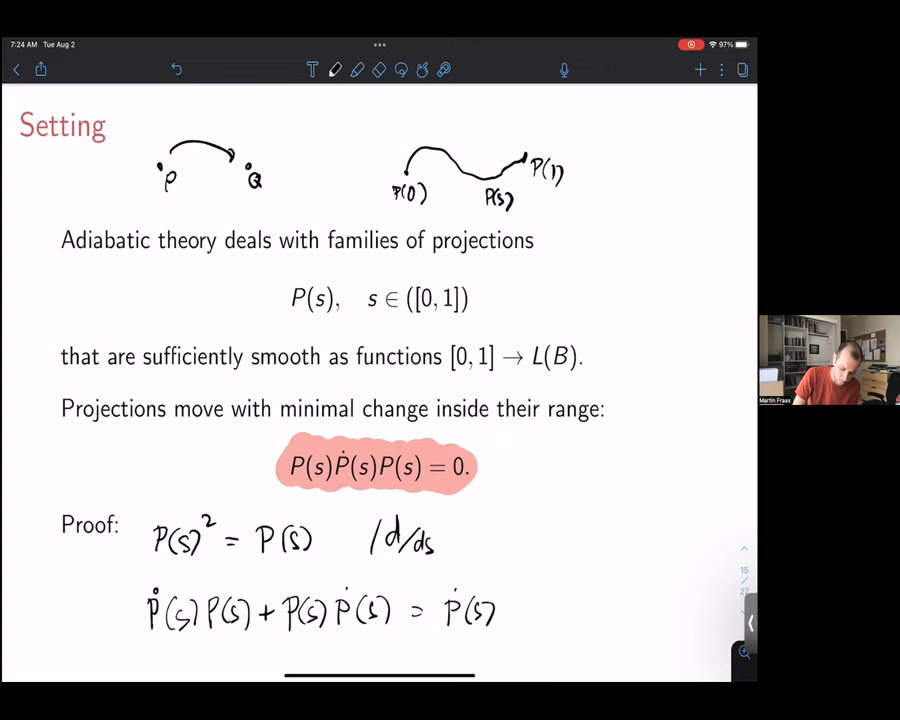 7:24 AM Tue Aug 2
97%
Setting
P Q P(0) P(s) P(1)
Adiabatic theory deals with families of projections
P(s), s ∈ ([0, 1])
that are sufficiently smooth as functions [0, 1] → L(B).
Projections move with minimal change inside their range:
P(s)Ṗ(s)P(s) = 0.
Proof: P(s)² = P(s) /d/ds
Ṗ(s)P(s) + P(s)Ṗ(s) = Ṗ(s)
15
/
27
Martin Fraas